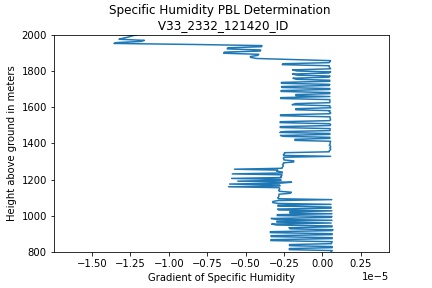 Specific Humidity PBL Determination
V33_2332_121420_ID
Height above ground in meters
2000
1800
1600
1400
1200
1000
800
−1.50 −1.25 −1.00 −0.75 −0.50 −0.25 0.00 0.25
1e−5
Gradient of Specific Humidity